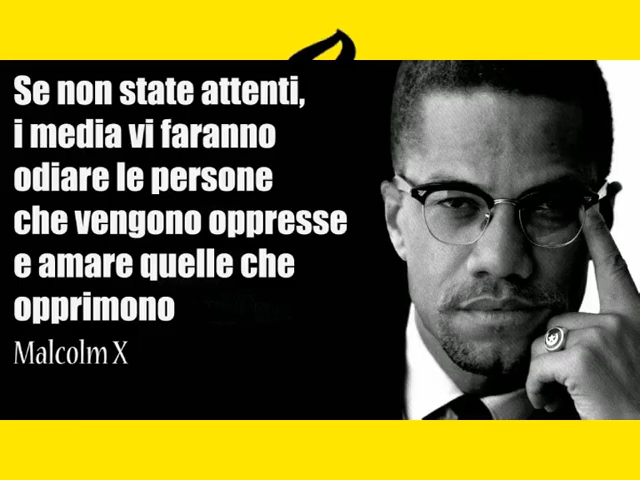 Se non state attenti,
i media vi faranno
odiare le persone
che vengono oppresse
e amare quelle che
opprimono
Malcolm X